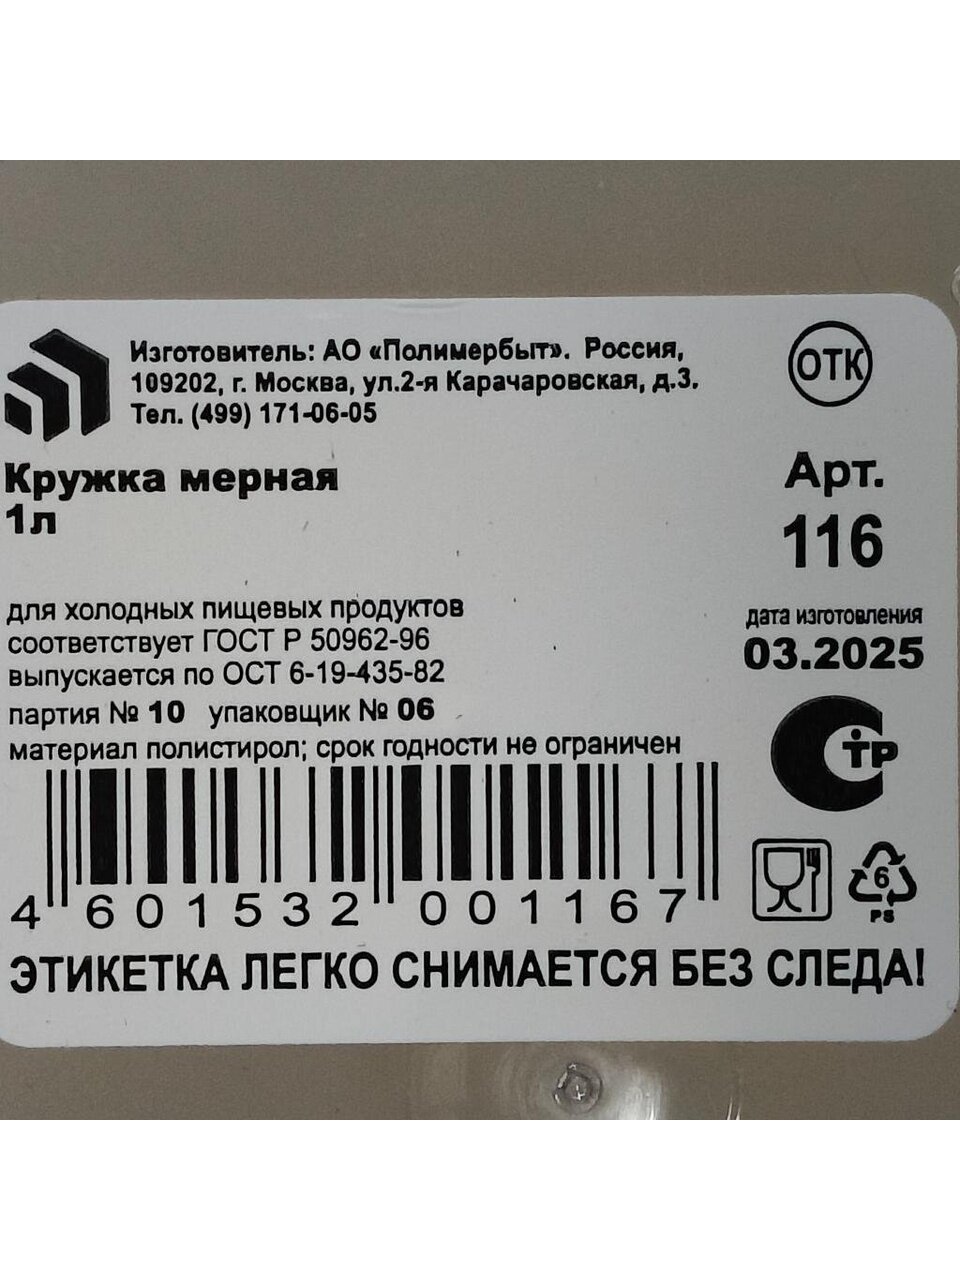 Изготовитель: АО «Полимербыт». Россия,
109202, г. Москва, ул.2-я Карачаровская, д.3.
Тел. (499) 171-06-05
ОТК
Кружка мерная
1л
Арт.
116
для холодных пищевых продуктов
соответствует ГОСТ Р 50962-96
выпускается по ОСТ 6-19-435-82
партия № 10 упаковщик № 06
материал полистирол; срок годности не ограничен
дата изготовления
03.2025
СТР
6
PS
4 601532 001167
ЭТИКЕТКА ЛЕГКО СНИМАЕТСЯ БЕЗ СЛЕДА!